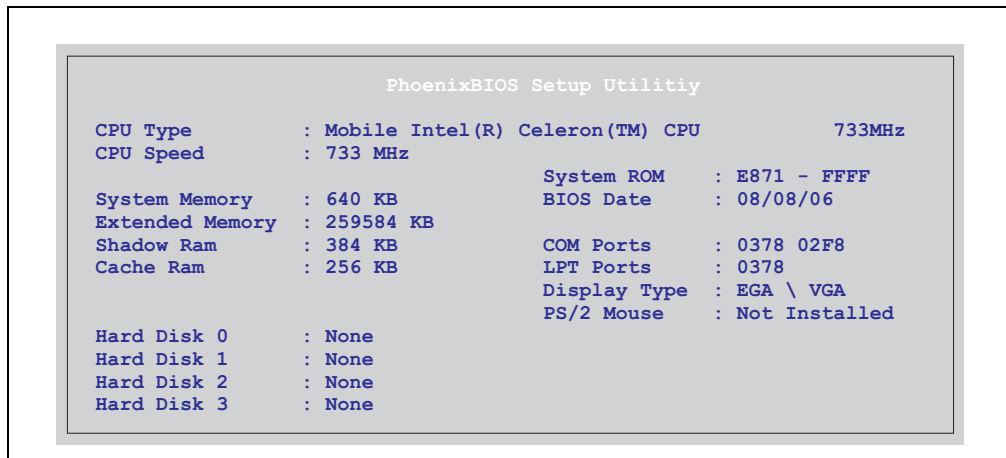 PhoenixBIOS Setup Utilitiy
CPU Type : Mobile Intel(R) Celeron(TM) CPU 733MHz
CPU Speed : 733 MHz
System ROM : E871 - FFFF
System Memory : 640 KB BIOS Date : 08/08/06
Extended Memory : 259584 KB
Shadow Ram : 384 KB COM Ports : 0378 02F8
Cache Ram : 256 KB LPT Ports : 0378
Display Type : EGA \ VGA
PS/2 Mouse : Not Installed
Hard Disk 0 : None
Hard Disk 1 : None
Hard Disk 2 : None
Hard Disk 3 : None